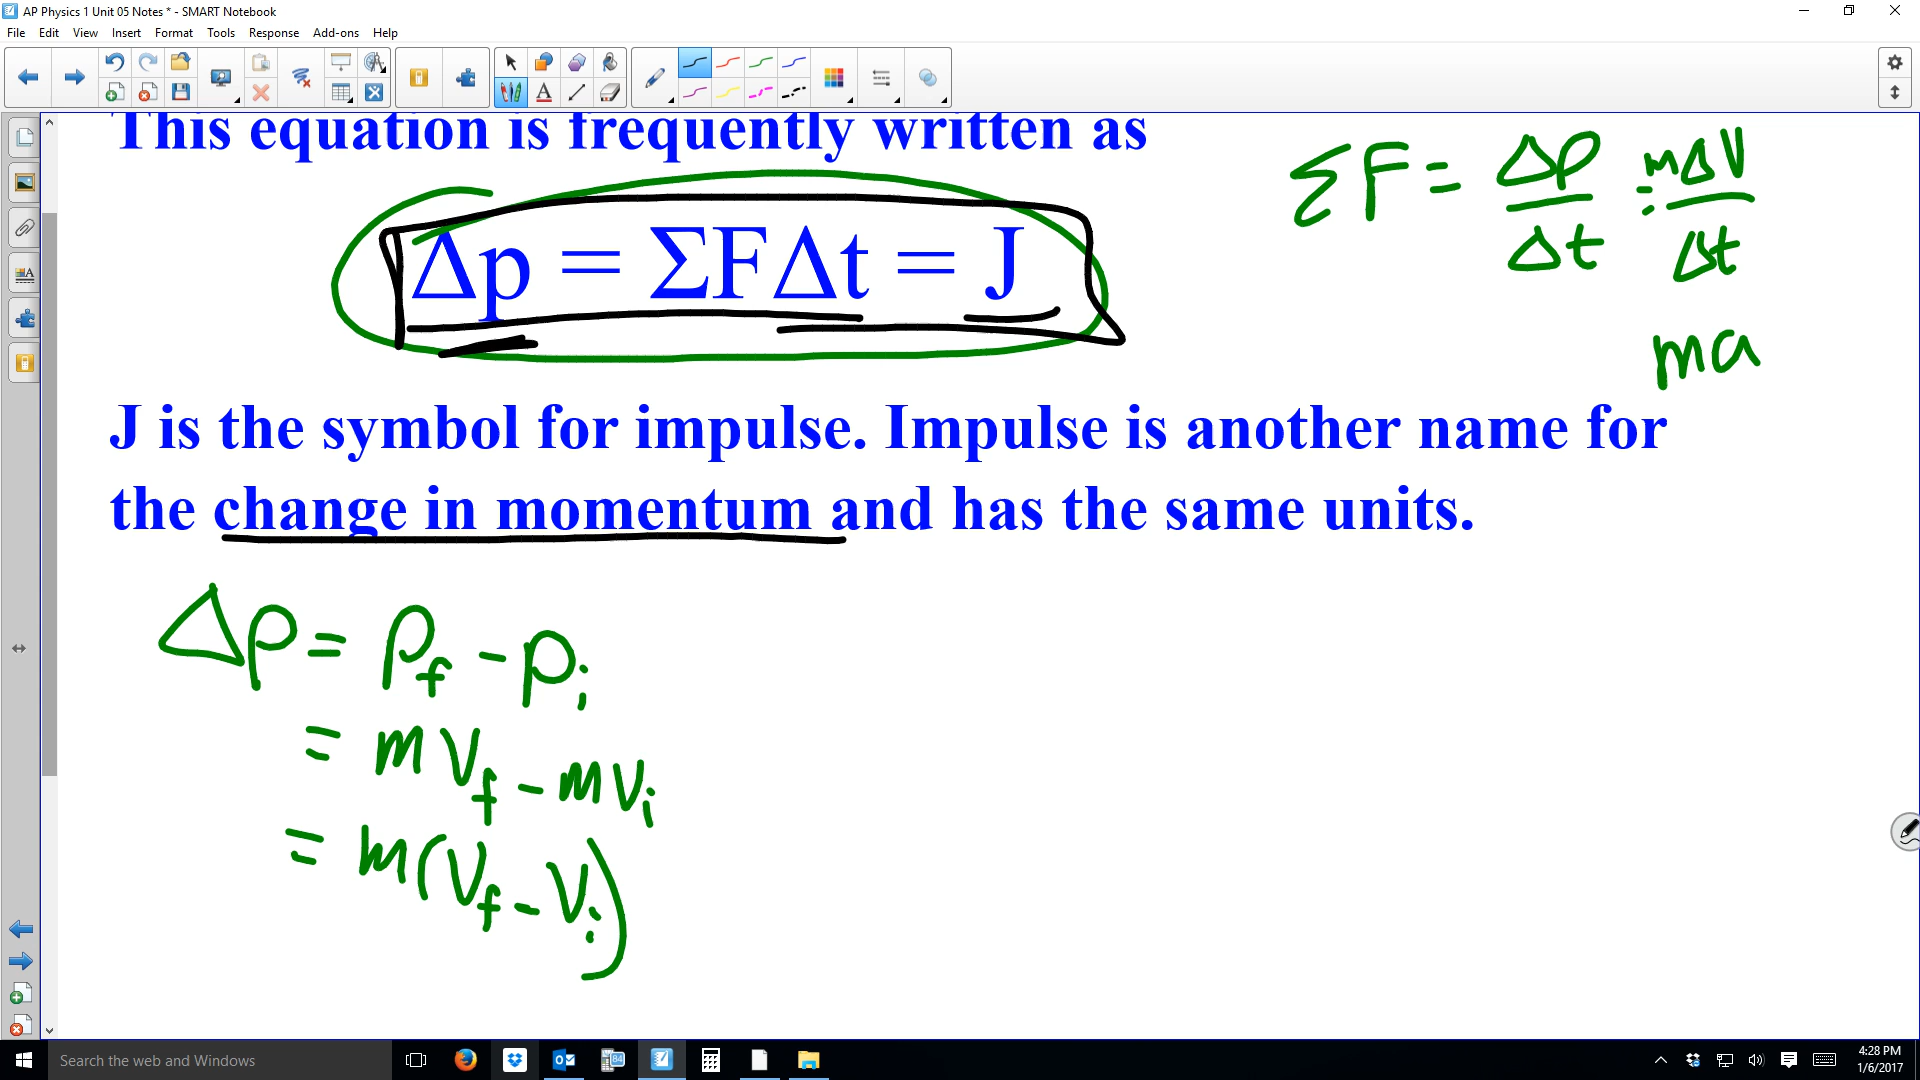 AP Physics 1 Unit 05 Notes * - SMART Notebook
File Edit View Insert Format Tools Response Add-ons Help
This equation is frequently written as
Δp = ΣFΔt = J
ΣF = Δp/Δt = mΔv/Δt
ma
J is the symbol for impulse. Impulse is another name for
the change in momentum and has the same units.
Δp = pf - pi
= mvf - mvi
= m(vf - vi)
Search the web and Windows
4:28 PM
1/6/2017